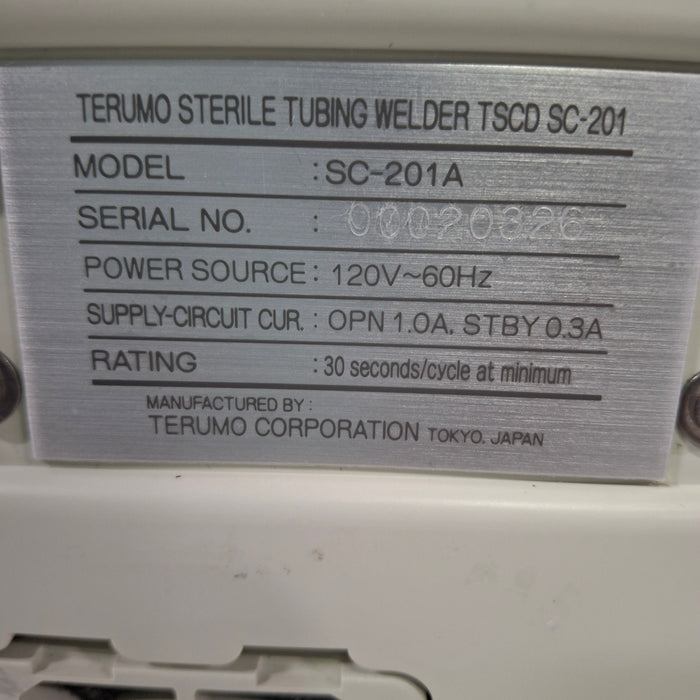 TERUMO STERILE TUBING WELDER TSCD SC-201
MODEL :SC-201A
SERIAL NO. : 00020326
POWER SOURCE: 120V~60Hz
SUPPLY-CIRCUIT CUR. : OPN 1.0A, STBY 0.3A
RATING :30 seconds/cycle at minimum
MANUFACTURED BY:
TERUMO CORPORATION TOKYO, JAPAN